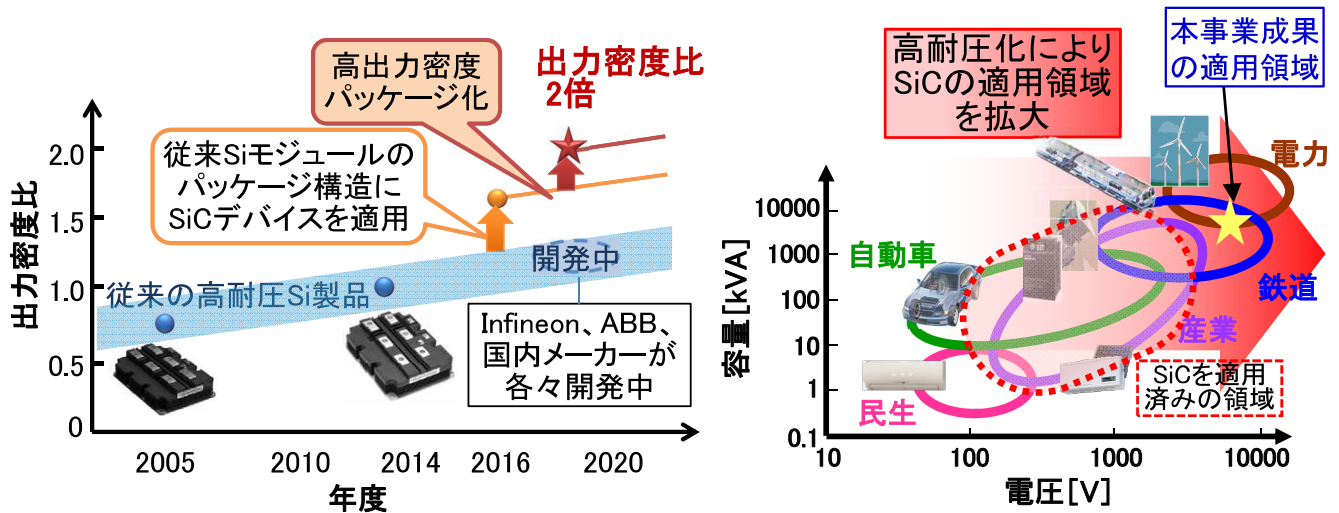 高出力密度
パッケージ化
出力密度比
2倍
従来Siモジュールの
パッケージ構造に
SiCデバイスを適用
開発中
従来の高耐圧Si製品
Infineon、ABB、
国内メーカーが
各々開発中
出力密度比
2.0
1.5
1.0
0.5
0
2005
2010
2014
2016
2020
年度
高耐圧化により
SiCの適用領域
を拡大
本事業成果
の適用領域
電力
自動車
鉄道
産業
民生
SiCを適用
済みの領域
容量[kVA]
10000
1000
100
10
1
0.1
10
100
1000
10000
電圧[V]